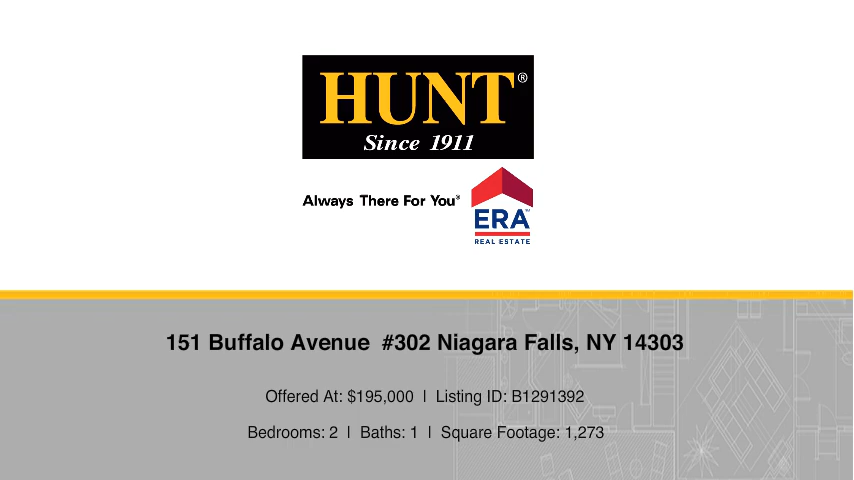 HUNT®
Since 1911
Always There For You®
ERA™
REAL ESTATE
151 Buffalo Avenue #302 Niagara Falls, NY 14303
Offered At: $195,000 | Listing ID: B1291392
Bedrooms: 2 | Baths: 1 | Square Footage: 1,273